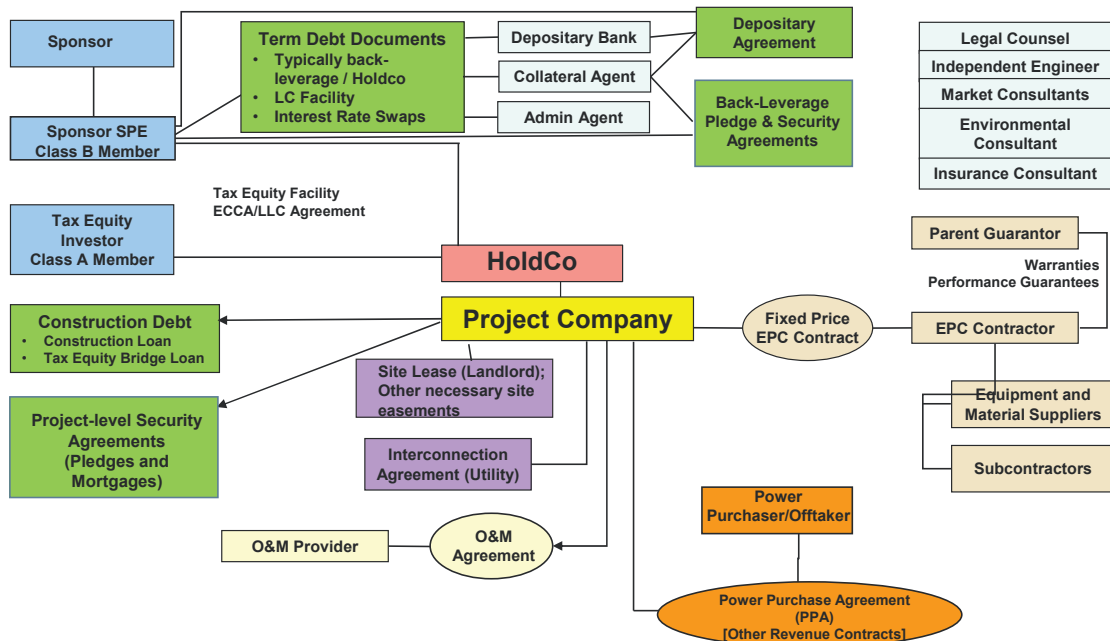 Sponsor
Sponsor SPE
Class B Member
Tax Equity
Investor
Class A Member
Term Debt Documents
• Typically back-
leverage / Holdco
• LC Facility
• Interest Rate Swaps
Depositary Bank
Collateral Agent
Admin Agent
Depositary
Agreement
Back-Leverage
Pledge & Security
Agreements
Legal Counsel
Independent Engineer
Market Consultants
Environmental
Consultant
Insurance Consultant
Tax Equity Facility
ECCA/LLC Agreement
HoldCo
Project Company
Fixed Price
EPC Contract
Parent Guarantor
Warranties
Performance Guarantees
EPC Contractor
Equipment and
Material Suppliers
Subcontractors
Construction Debt
• Construction Loan
• Tax Equity Bridge Loan
Project-level Security
Agreements
(Pledges and
Mortgages)
Site Lease (Landlord);
Other necessary site
easements
Interconnection
Agreement (Utility)
O&M Provider
O&M
Agreement
Power
Purchaser/Offtaker
Power Purchase Agreement
(PPA)
[Other Revenue Contracts]